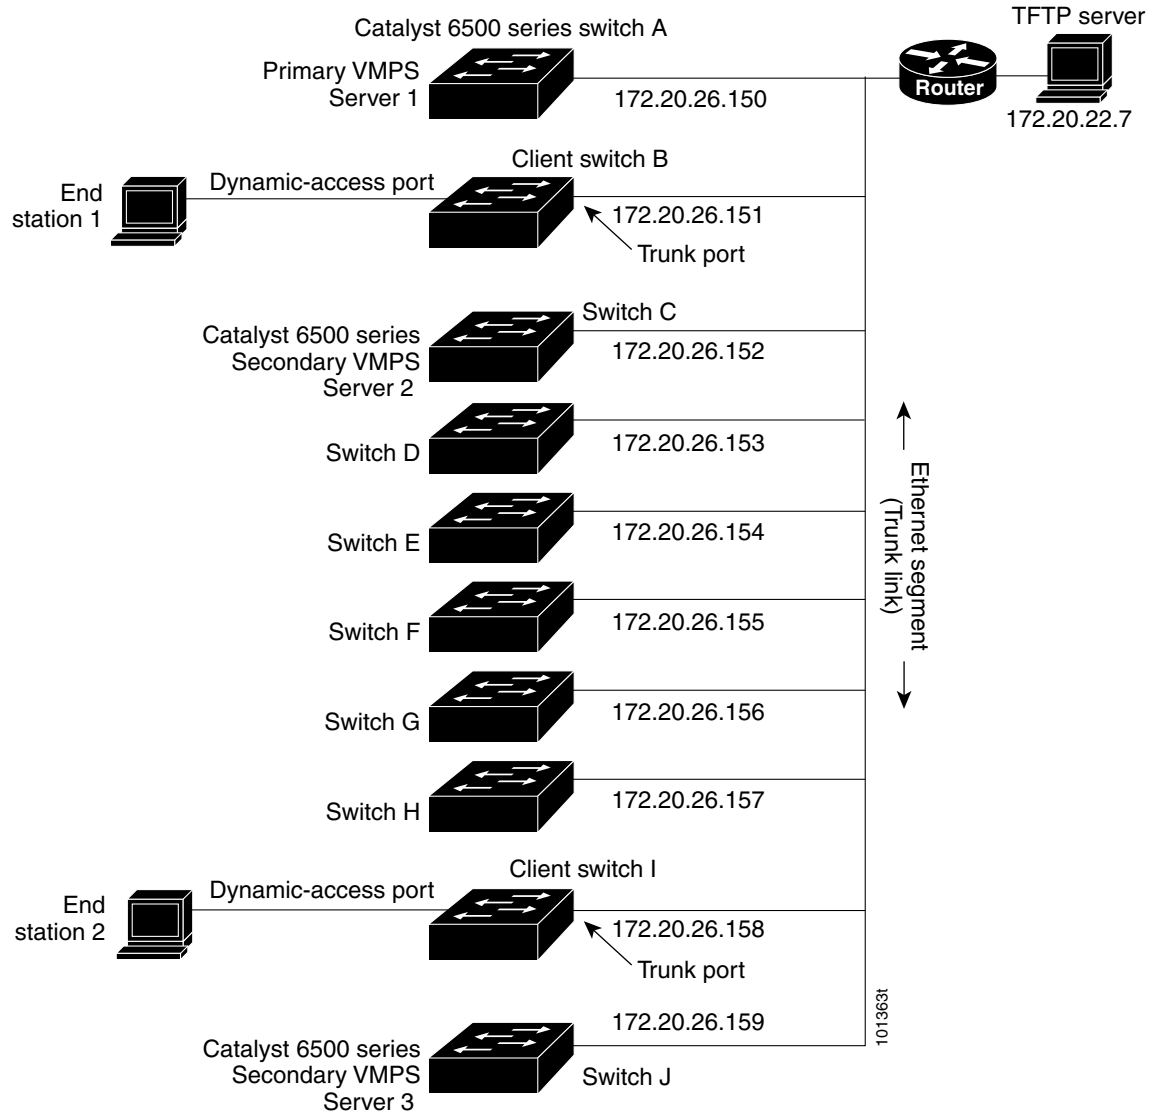 Catalyst 6500 series switch A
TFTP server
Primary VMPS
Server 1
172.20.26.150
Router
172.20.22.7
Client switch B
End
station 1
Dynamic-access port
172.20.26.151
Trunk port
Switch C
Catalyst 6500 series
Secondary VMPS
Server 2
172.20.26.152
Switch D
172.20.26.153
Ethernet segment
(Trunk link)
Switch E
172.20.26.154
Switch F
172.20.26.155
Switch G
172.20.26.156
Switch H
172.20.26.157
Client switch I
End
station 2
Dynamic-access port
172.20.26.158
Trunk port
172.20.26.159
101363t
Catalyst 6500 series
Secondary VMPS
Server 3
Switch J